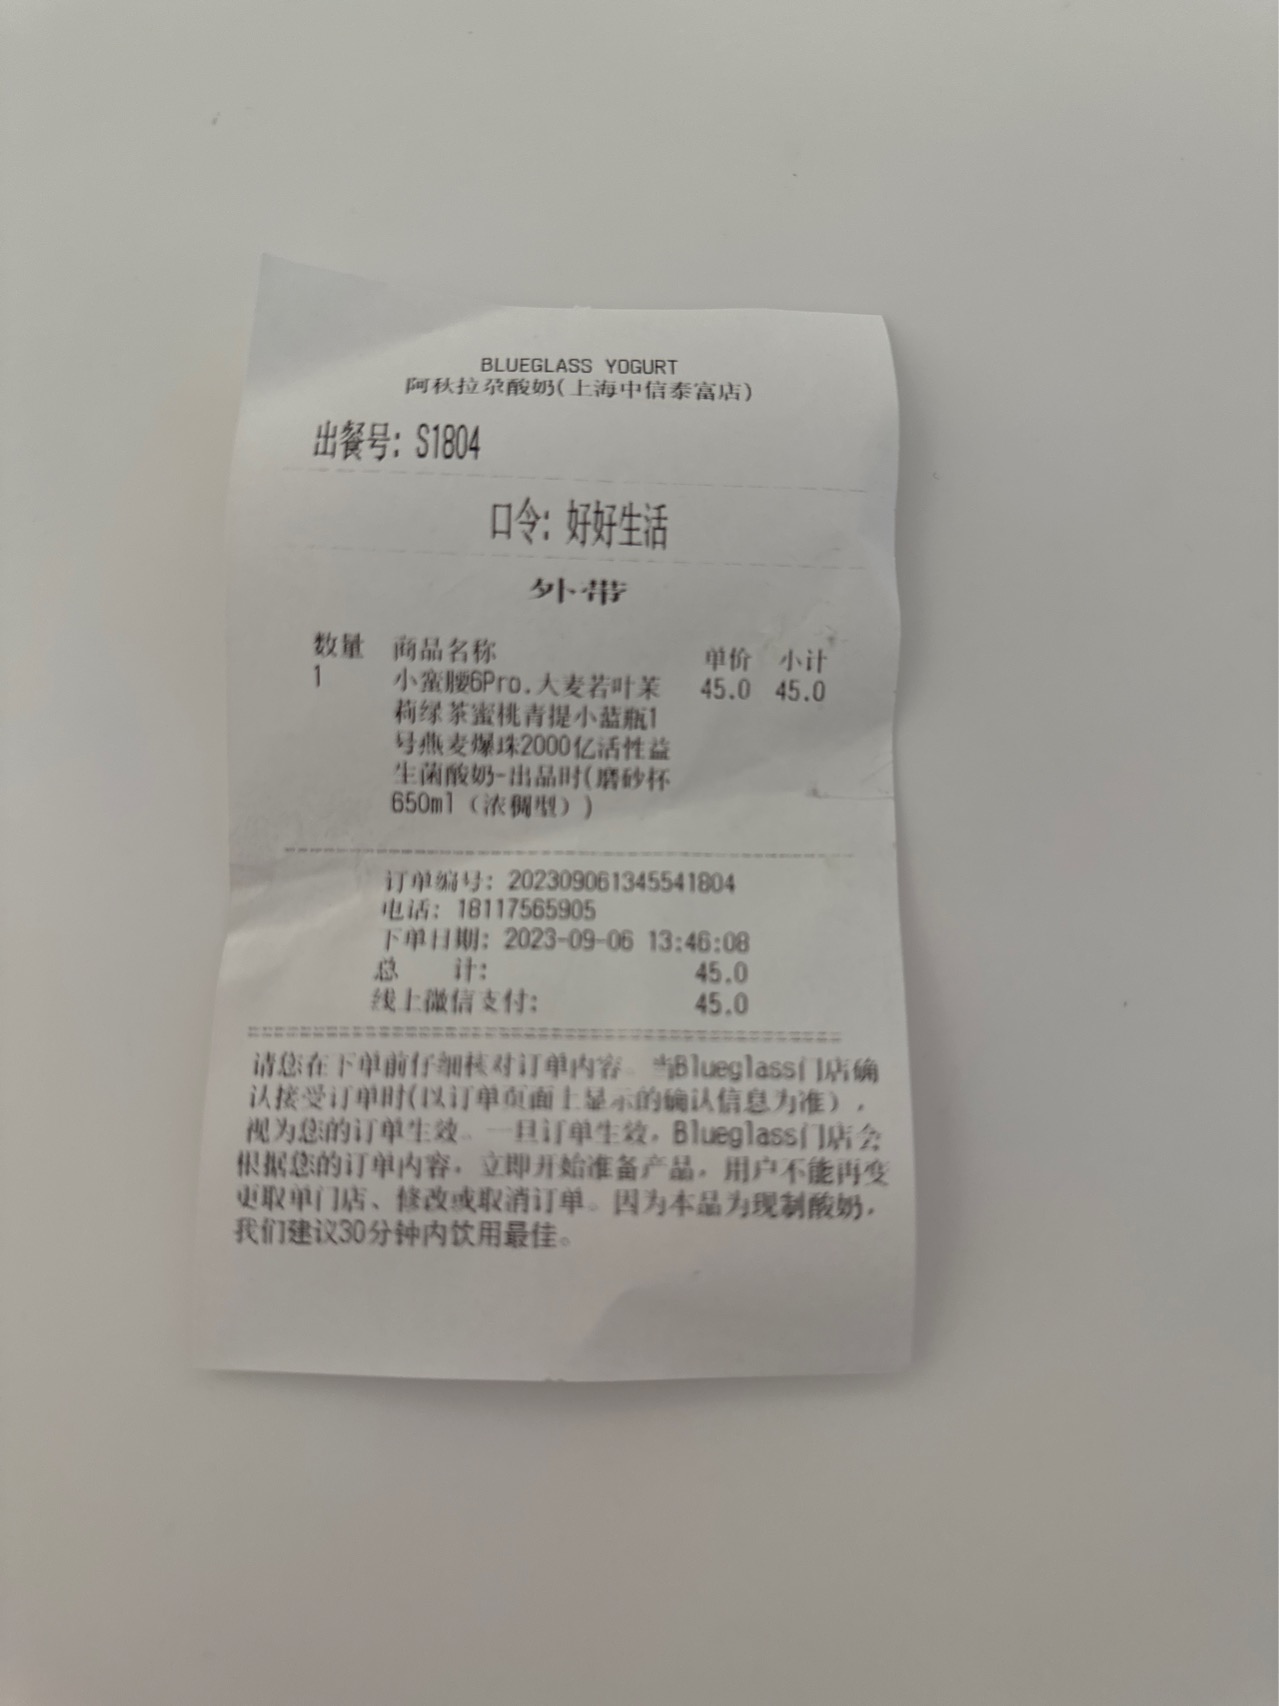 BLUEGLASS YOGURT
阿秋拉尕酸奶(上海中信泰富店)
出餐号: S1804
口令: 好好生活
外带
数量 商品名称 单价 小计
1 小蛮腰6Pro.大麦若叶茉 45.0 45.0
莉绿茶蜜桃青提小蓝瓶1
号燕麦爆珠2000亿活性益
生菌酸奶-出品时(磨砂杯
650ml（浓稠型）)
订单编号: 202309061345541804
电话: 18117565905
下单日期: 2023-09-06 13:46:08
总 计: 45.0
线上微信支付: 45.0
请您在下单前仔细核对订单内容。当Blueglass门店确
认接受订单时(以订单页面上显示的确认信息为准)，
视为您的订单生效。一旦订单生效，Blueglass门店会
根据您的订单内容，立即开始准备产品，用户不能再变
更取单门店、修改或取消订单。因为本品为现制酸奶，
我们建议30分钟内饮用最佳。